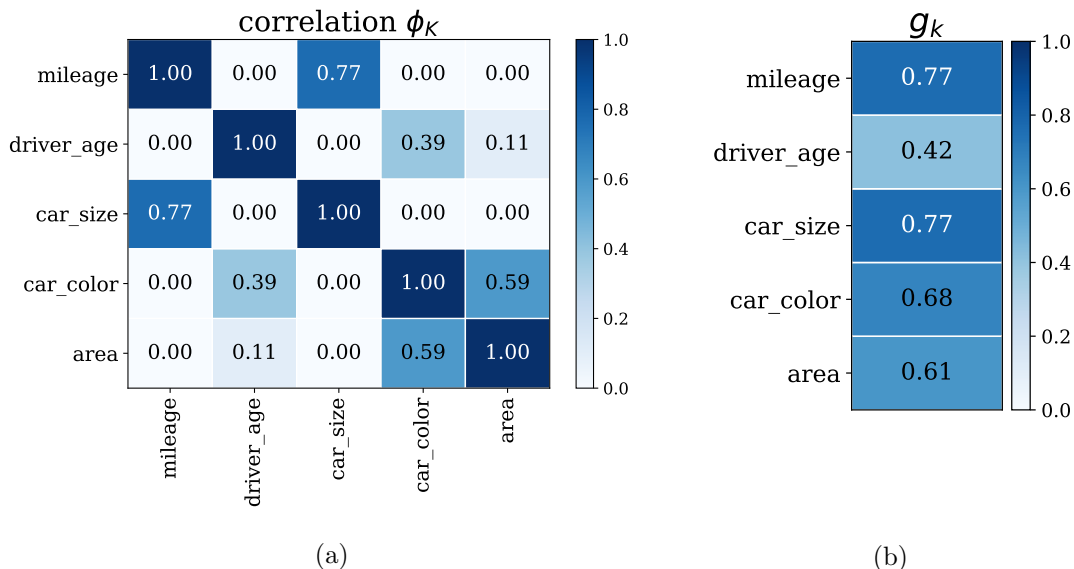 correlation ϕ_K
mileage 1.00 0.00 0.77 0.00 0.00
driver_age 0.00 1.00 0.00 0.39 0.11
car_size 0.77 0.00 1.00 0.00 0.00
car_color 0.00 0.39 0.00 1.00 0.59
area 0.00 0.11 0.00 0.59 1.00
mileage driver_age car_size car_color area
1.0
0.8
0.6
0.4
0.2
0.0
(a)
g_k
mileage 0.77
driver_age 0.42
car_size 0.77
car_color 0.68
area 0.61
1.0
0.8
0.6
0.4
0.2
0.0
(b)